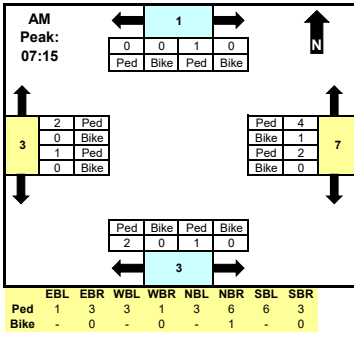 AM
Peak:
07:15
1
0 0 1 0
Ped Bike Ped Bike
N
3
2 Ped
0 Bike
1 Ped
0 Bike
Ped 4
Bike 1
Ped 2
Bike 0
7
Ped Bike Ped Bike
2 0 1 0
3
EBL EBR WBL WBR NBL NBR SBL SBR
Ped 1 3 3 1 3 6 6 3
Bike - 0 - 0 - 1 - 0